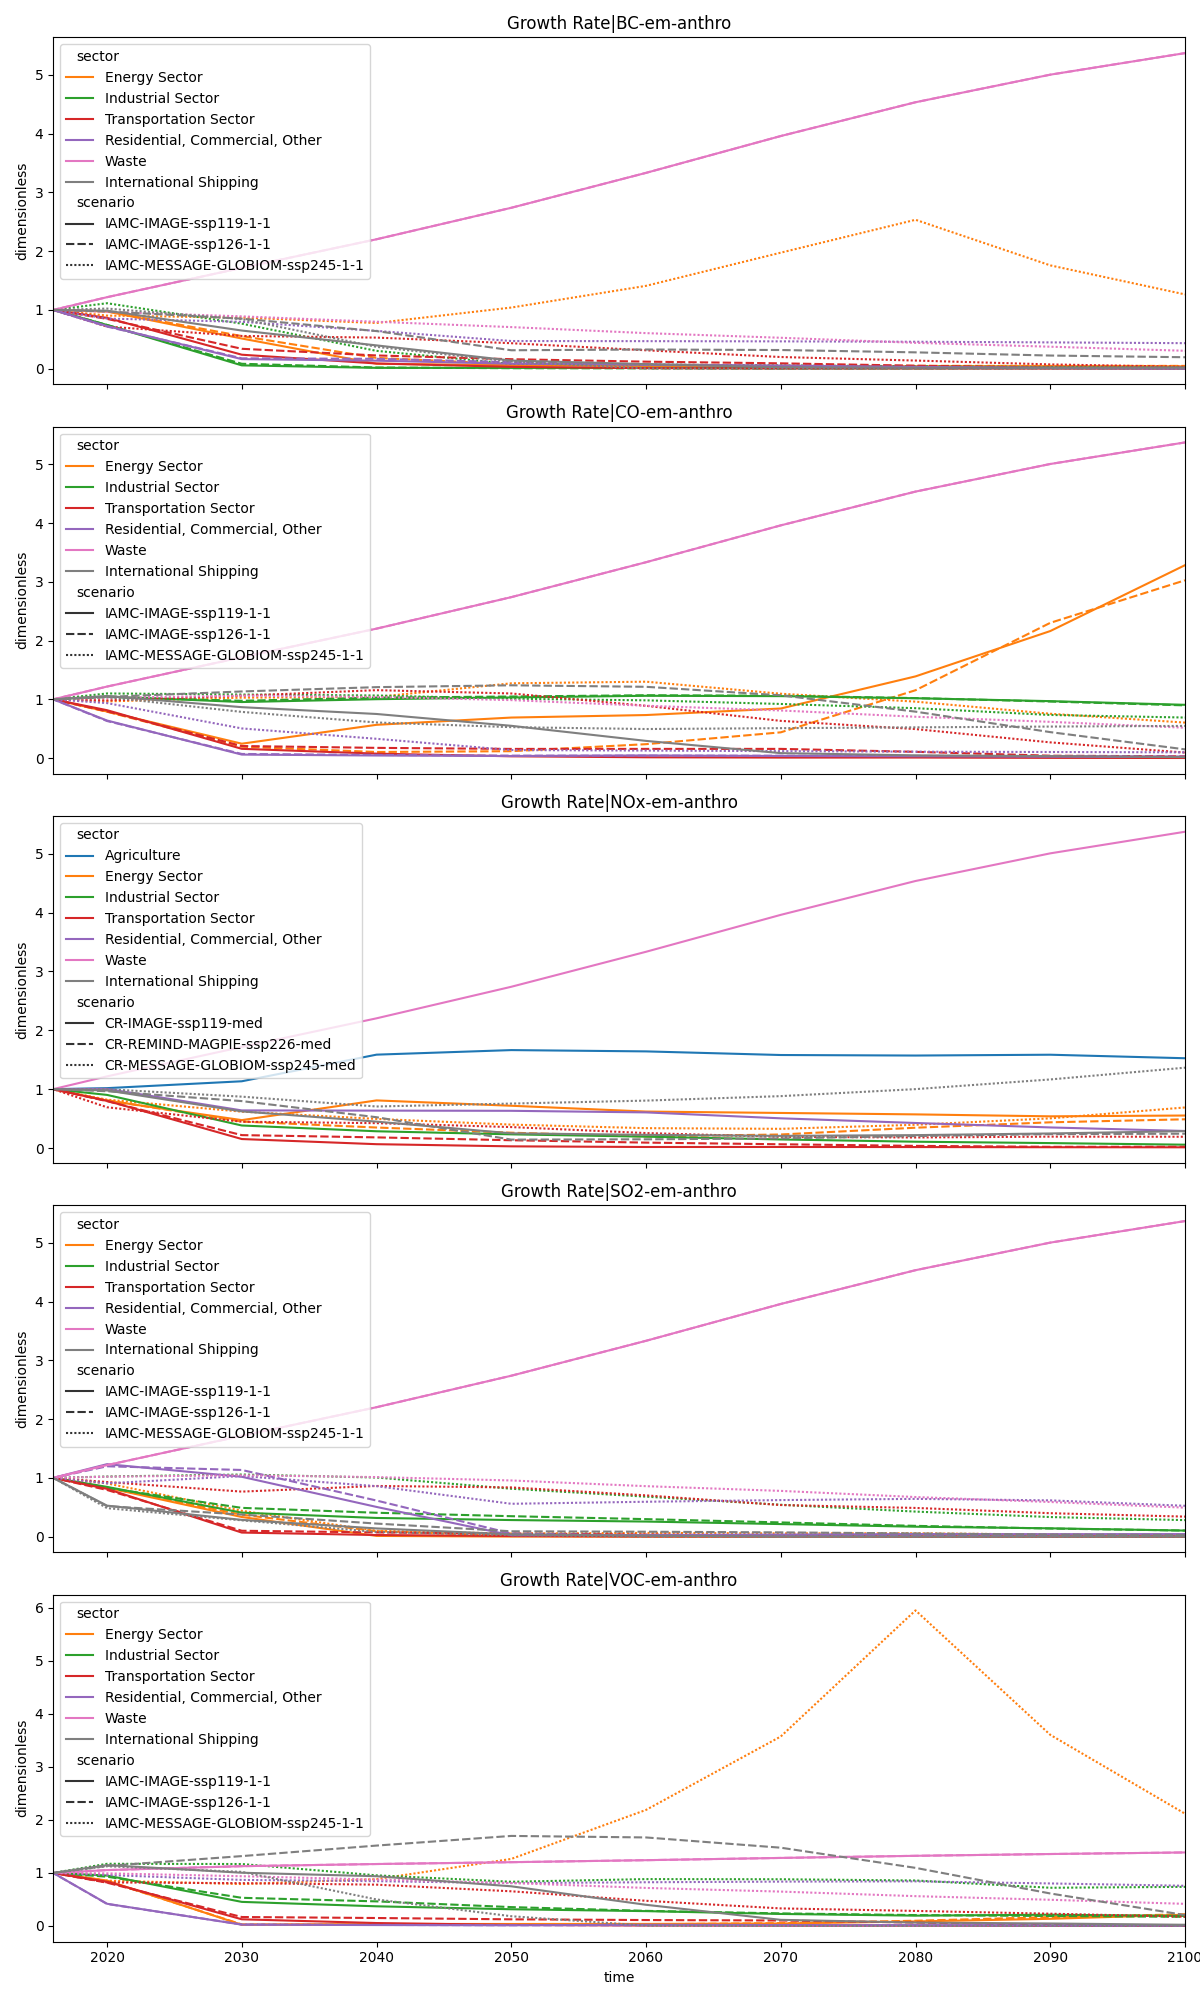 Growth Rate|BC-em-anthro
dimensionless
5
4
3
2
1
0
sector
Energy Sector
Industrial Sector
Transportation Sector
Residential, Commercial, Other
Waste
International Shipping
scenario
IAMC-IMAGE-ssp119-1-1
IAMC-IMAGE-ssp126-1-1
IAMC-MESSAGE-GLOBIOM-ssp245-1-1
Growth Rate|CO-em-anthro
dimensionless
5
4
3
2
1
0
sector
Energy Sector
Industrial Sector
Transportation Sector
Residential, Commercial, Other
Waste
International Shipping
scenario
IAMC-IMAGE-ssp119-1-1
IAMC-IMAGE-ssp126-1-1
IAMC-MESSAGE-GLOBIOM-ssp245-1-1
Growth Rate|NOx-em-anthro
dimensionless
5
4
3
2
1
0
sector
Agriculture
Energy Sector
Industrial Sector
Transportation Sector
Residential, Commercial, Other
Waste
International Shipping
scenario
CR-IMAGE-ssp119-med
CR-REMIND-MAGPIE-ssp226-med
CR-MESSAGE-GLOBIOM-ssp245-med
Growth Rate|SO2-em-anthro
dimensionless
5
4
3
2
1
0
sector
Energy Sector
Industrial Sector
Transportation Sector
Residential, Commercial, Other
Waste
International Shipping
scenario
IAMC-IMAGE-ssp119-1-1
IAMC-IMAGE-ssp126-1-1
IAMC-MESSAGE-GLOBIOM-ssp245-1-1
Growth Rate|VOC-em-anthro
dimensionless
6
5
4
3
2
1
0
sector
Energy Sector
Industrial Sector
Transportation Sector
Residential, Commercial, Other
Waste
International Shipping
scenario
IAMC-IMAGE-ssp119-1-1
IAMC-IMAGE-ssp126-1-1
IAMC-MESSAGE-GLOBIOM-ssp245-1-1
2020 2030 2040 2050 2060 2070 2080 2090 2100
time